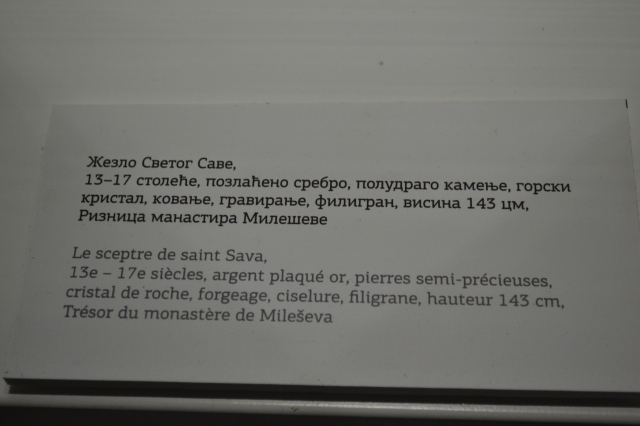 Жезло Светог Саве,
13–17 столеће, позлаћено сребро, полудраго камење, горски
кристал, ковање, гравирање, филигран, висина 143 цм,
Ризница манастира Милешеве
Le sceptre de saint Sava,
13e – 17e siècles, argent plaqué or, pierres semi-précieuses,
cristal de roche, forgeage, ciselure, filigrane, hauteur 143 cm,
Trésor du monastère de Mileševa